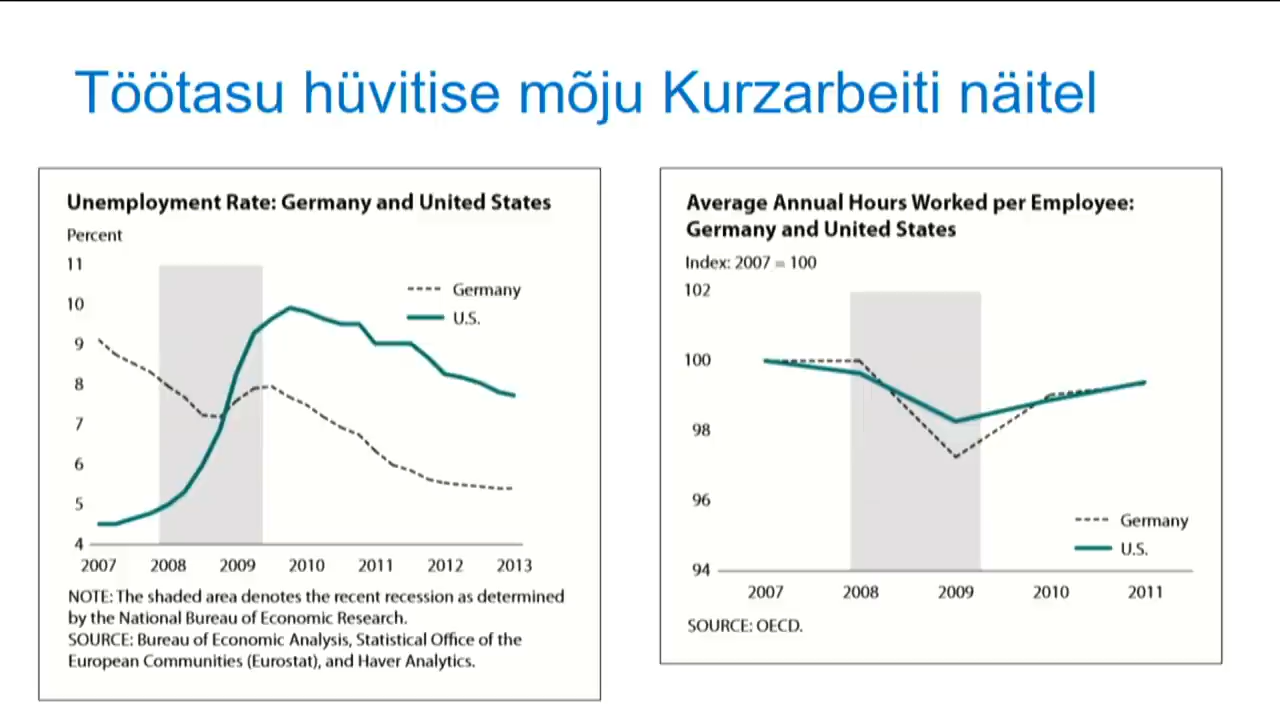 Töötasu hüvitise mõju Kurzarbeiti näitel
Unemployment Rate: Germany and United States
Percent
11
10
9
8
7
6
5
4
2007 2008 2009 2010 2011 2012 2013
Germany
U.S.
NOTE: The shaded area denotes the recent recession as determined
by the National Bureau of Economic Research.
SOURCE: Bureau of Economic Analysis, Statistical Office of the
European Communities (Eurostat), and Haver Analytics.
Average Annual Hours Worked per Employee:
Germany and United States
Index: 2007 = 100
102
100
98
96
94
Germany
U.S.
2007 2008 2009 2010 2011
SOURCE: OECD.